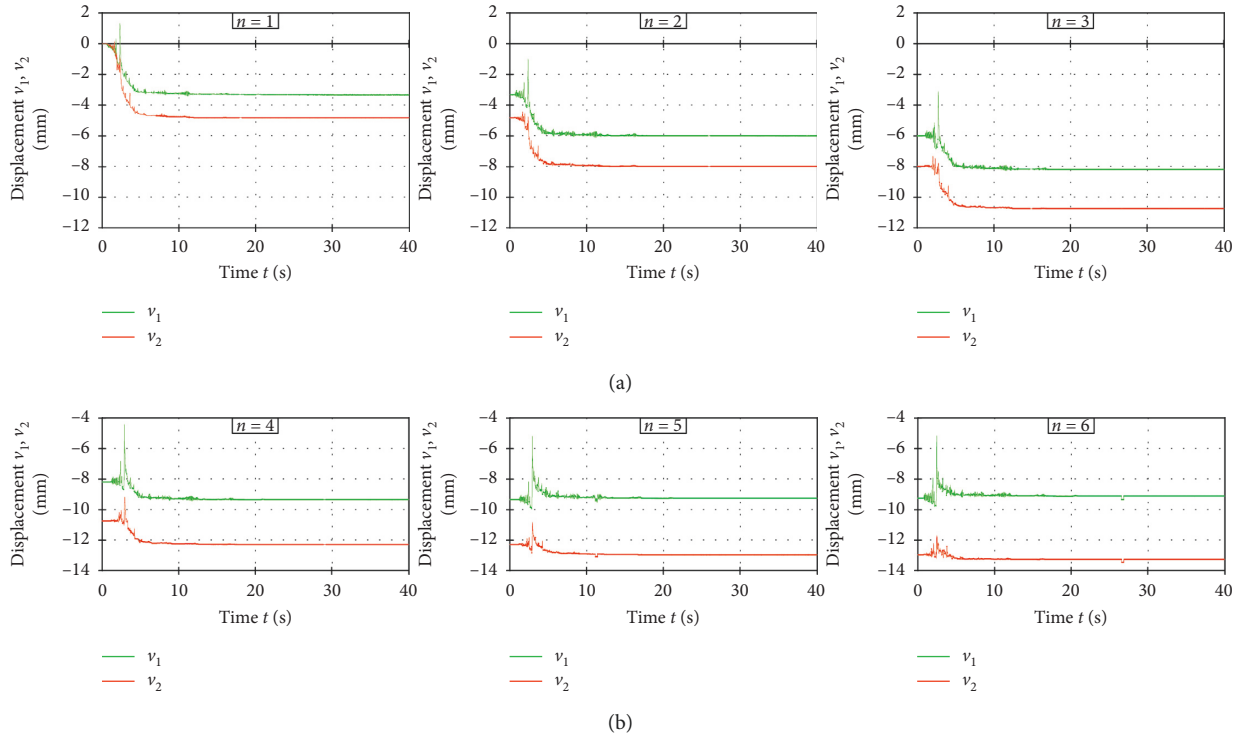 n = 1
n = 2
n = 3
Displacement v1, v2
(mm)
2
0
−2
−4
−6
−8
−10
−12
0
10
20
30
40
Time t (s)
v1
v2
Displacement v1, v2
(mm)
2
0
−2
−4
−6
−8
−10
−12
0
10
20
30
40
Time t (s)
v1
v2
Displacement v1, v2
(mm)
2
0
−2
−4
−6
−8
−10
−12
0
10
20
30
40
Time t (s)
v1
v2
(a)
n = 4
n = 5
n = 6
Displacement v1, v2
(mm)
−4
−6
−8
−10
−12
−14
0
10
20
30
40
Time t (s)
v1
v2
Displacement v1, v2
(mm)
−4
−6
−8
−10
−12
−14
0
10
20
30
40
Time t (s)
v1
v2
Displacement v1, v2
(mm)
−4
−6
−8
−10
−12
−14
0
10
20
30
40
Time t (s)
v1
v2
(b)